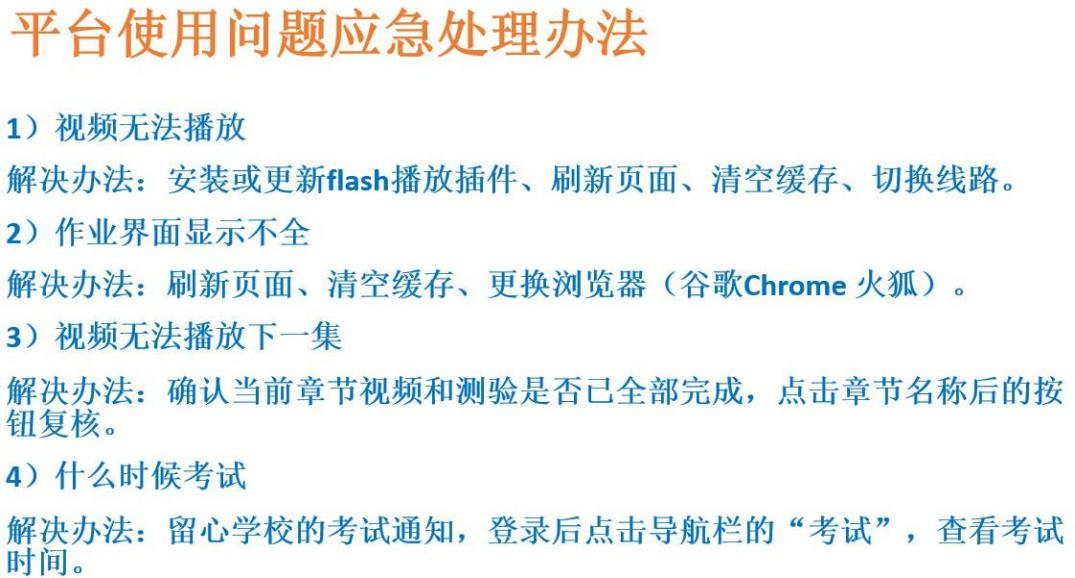 平台使用问题应急处理办法
1）视频无法播放
解决办法：安装或更新flash播放插件、刷新页面、清空缓存、切换线路。
2）作业界面显示不全
解决办法：刷新页面、清空缓存、更换浏览器（谷歌Chrome 火狐）。
3）视频无法播放下一集
解决办法：确认当前章节视频和测验是否已全部完成，点击章节名称后的按
钮复核。
4）什么时候考试
解决办法：留心学校的考试通知，登录后点击导航栏的“考试”，查看考试
时间。